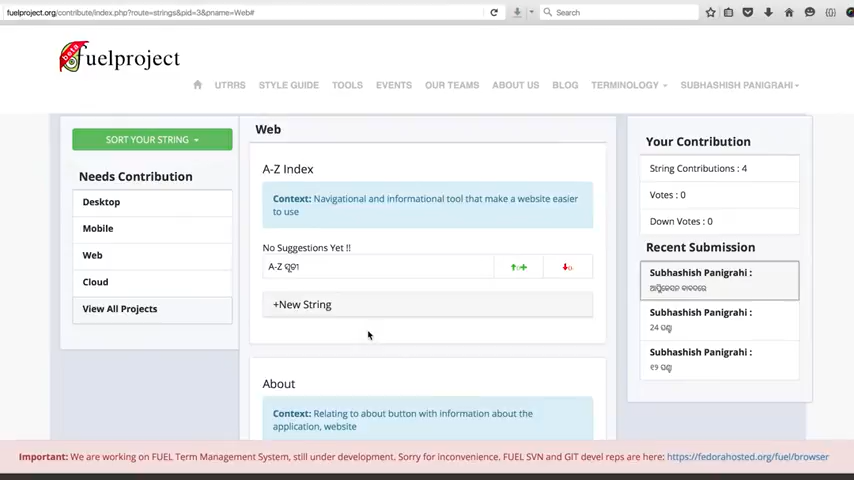 fuelproject.org/contribute/index.php?route=strings&pid=3&pname=Web#
Search
beta
fuelproject
UTRRS
STYLE GUIDE
TOOLS
EVENTS
OUR TEAMS
ABOUT US
BLOG
TERMINOLOGY
SUBHASHISH PANIGRAHI
SORT YOUR STRING
Needs Contribution
Desktop
Mobile
Web
Cloud
View All Projects
Web
A-Z Index
Context: Navigational and informational tool that make a website easier
to use
No Suggestions Yet !!
A-Z ସୂଚୀ
+New String
About
Context: Relating to about button with information about the
application, website
Your Contribution
String Contributions : 4
Votes : 0
Down Votes : 0
Recent Submission
Subhashish Panigrahi :
ଆପ୍ଲିକେସନ ବାବଦରେ
Subhashish Panigrahi :
24 ଘଣ୍ଟା
Subhashish Panigrahi :
୧୨ ଘଣ୍ଟା
Important: We are working on FUEL Term Management System, still under development. Sorry for inconvenience. FUEL SVN and GIT devel reps are here: https://fedorahosted.org/fuel/browser